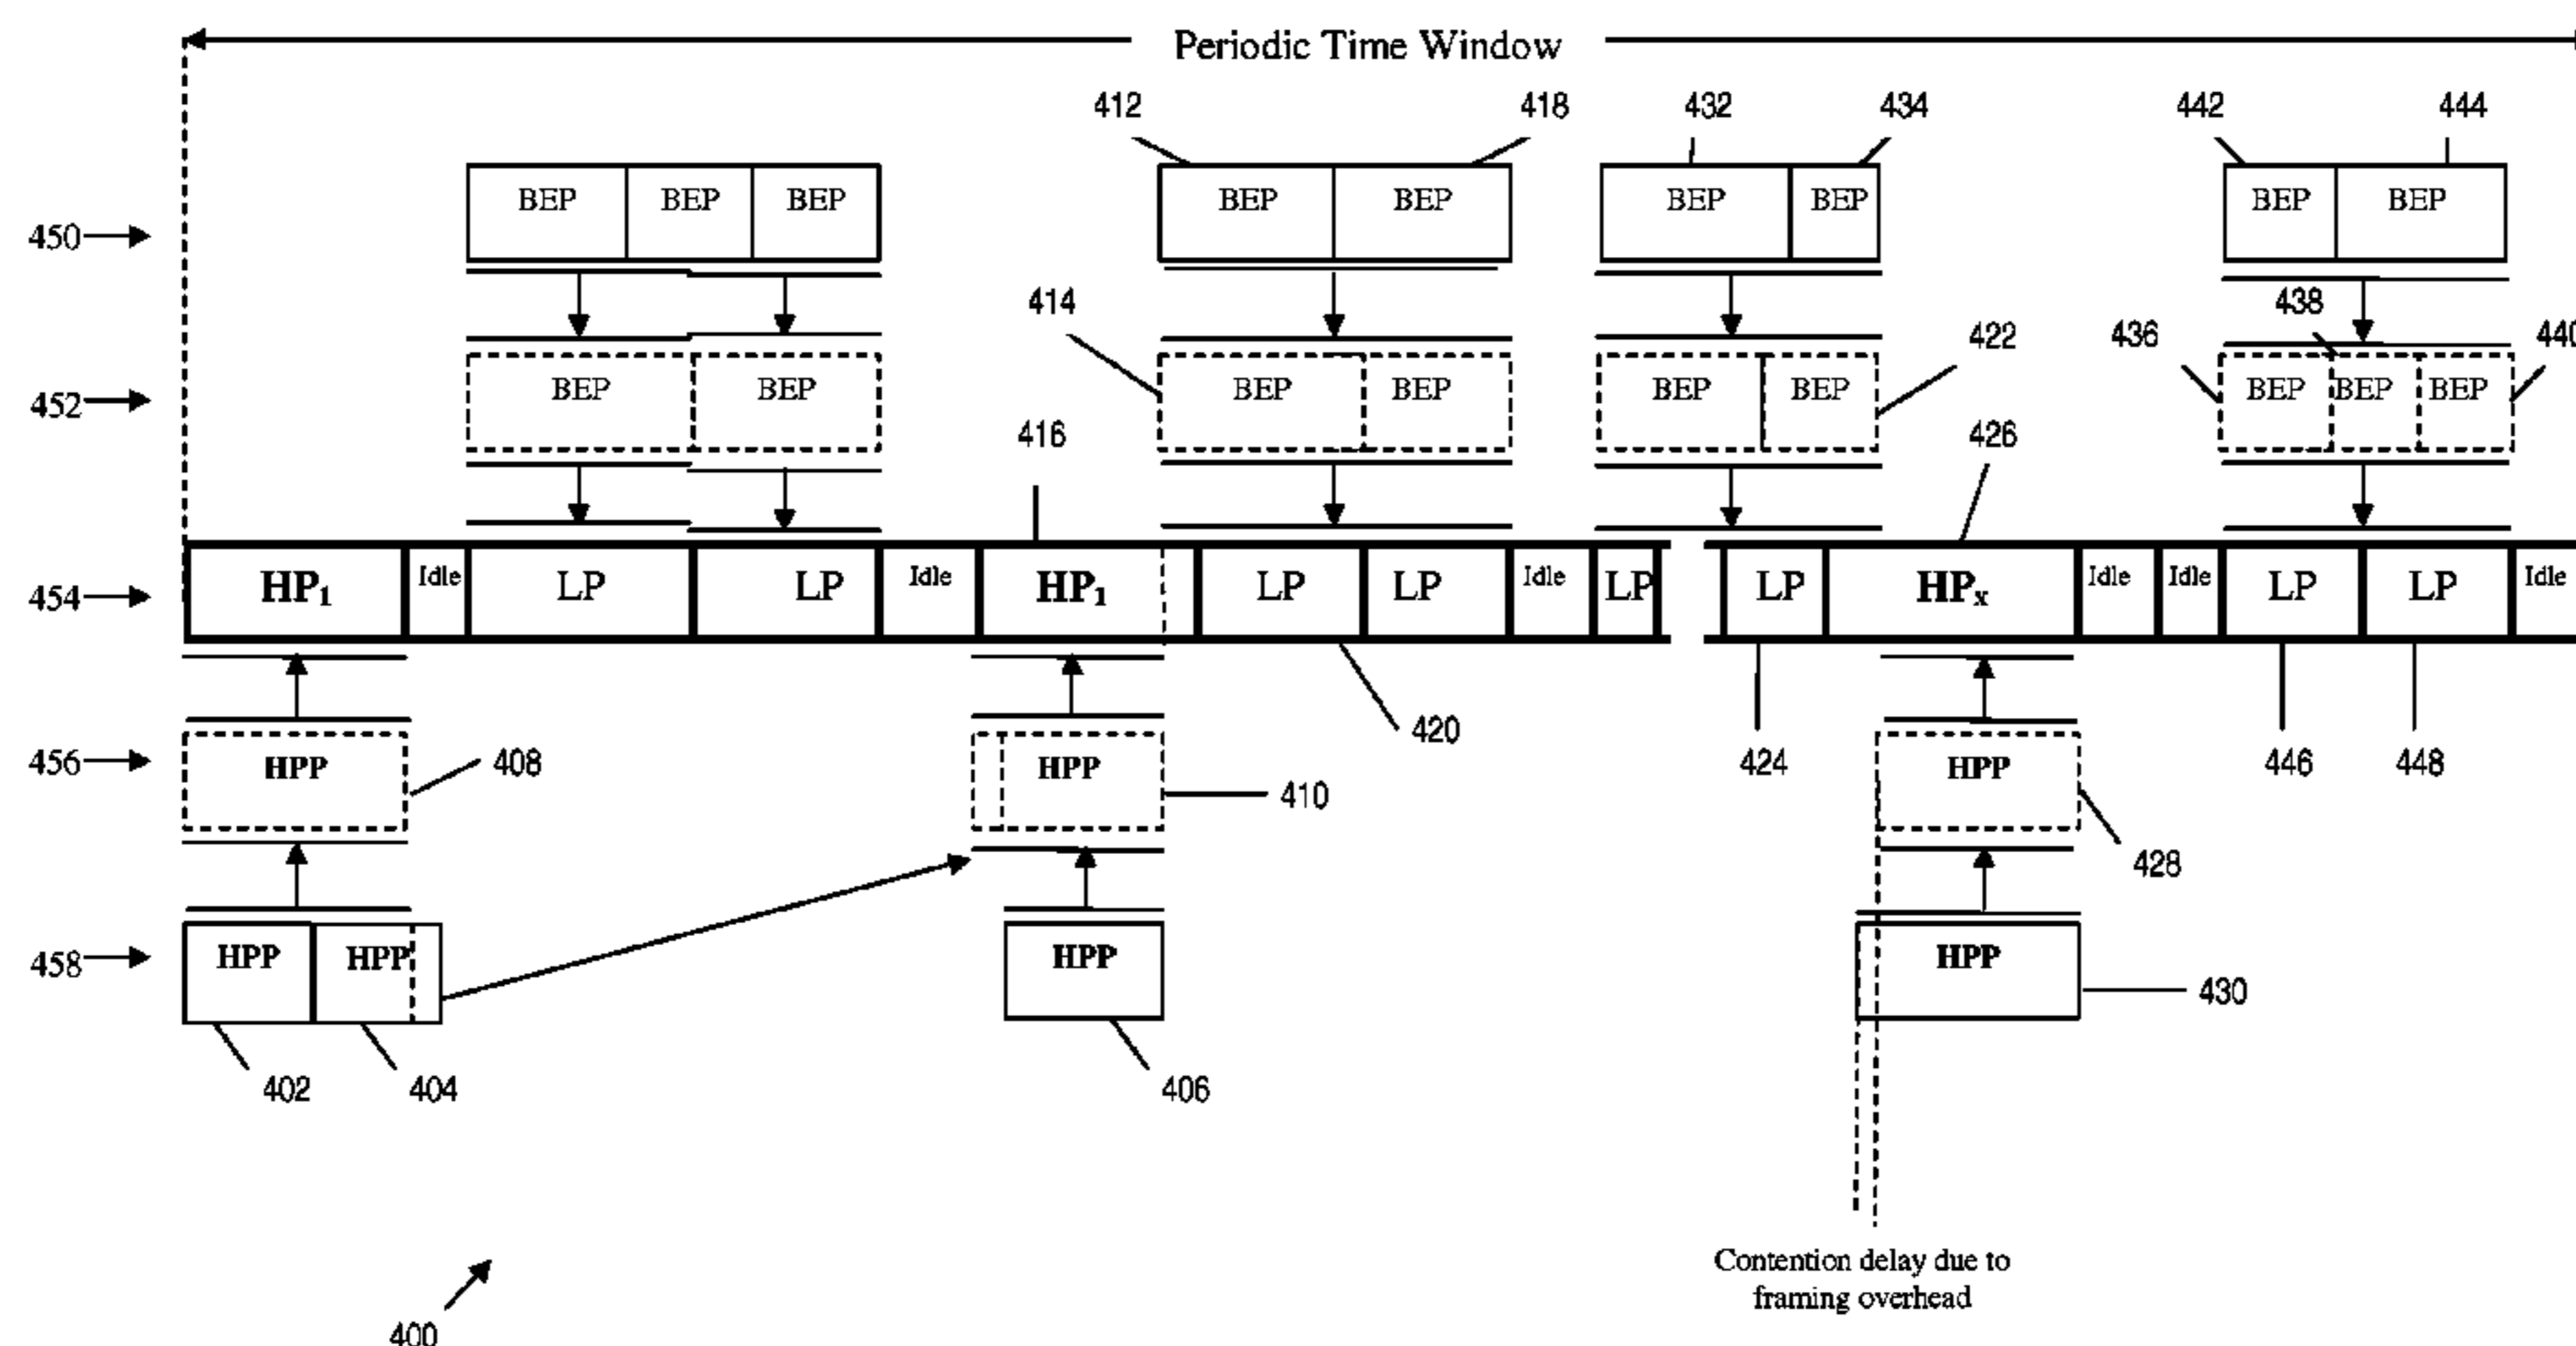 Periodic Time Window
412 418 432 434 442 444
BEP BEP BEP BEP BEP BEP BEP BEP BEP
450
414 438
436 440
422
BEP BEP BEP BEP BEP BEP BEP BEP BEP
452
416 426
454
HP1 Idle LP LP Idle HP1 LP LP Idle LP LP HPx Idle Idle LP LP Idle
420
456 HPP 408 HPP 410 HPP 424 446 448
428
458 HPP HPP HPP HPP 430
402 404 406
Contention delay due to
framing overhead
400